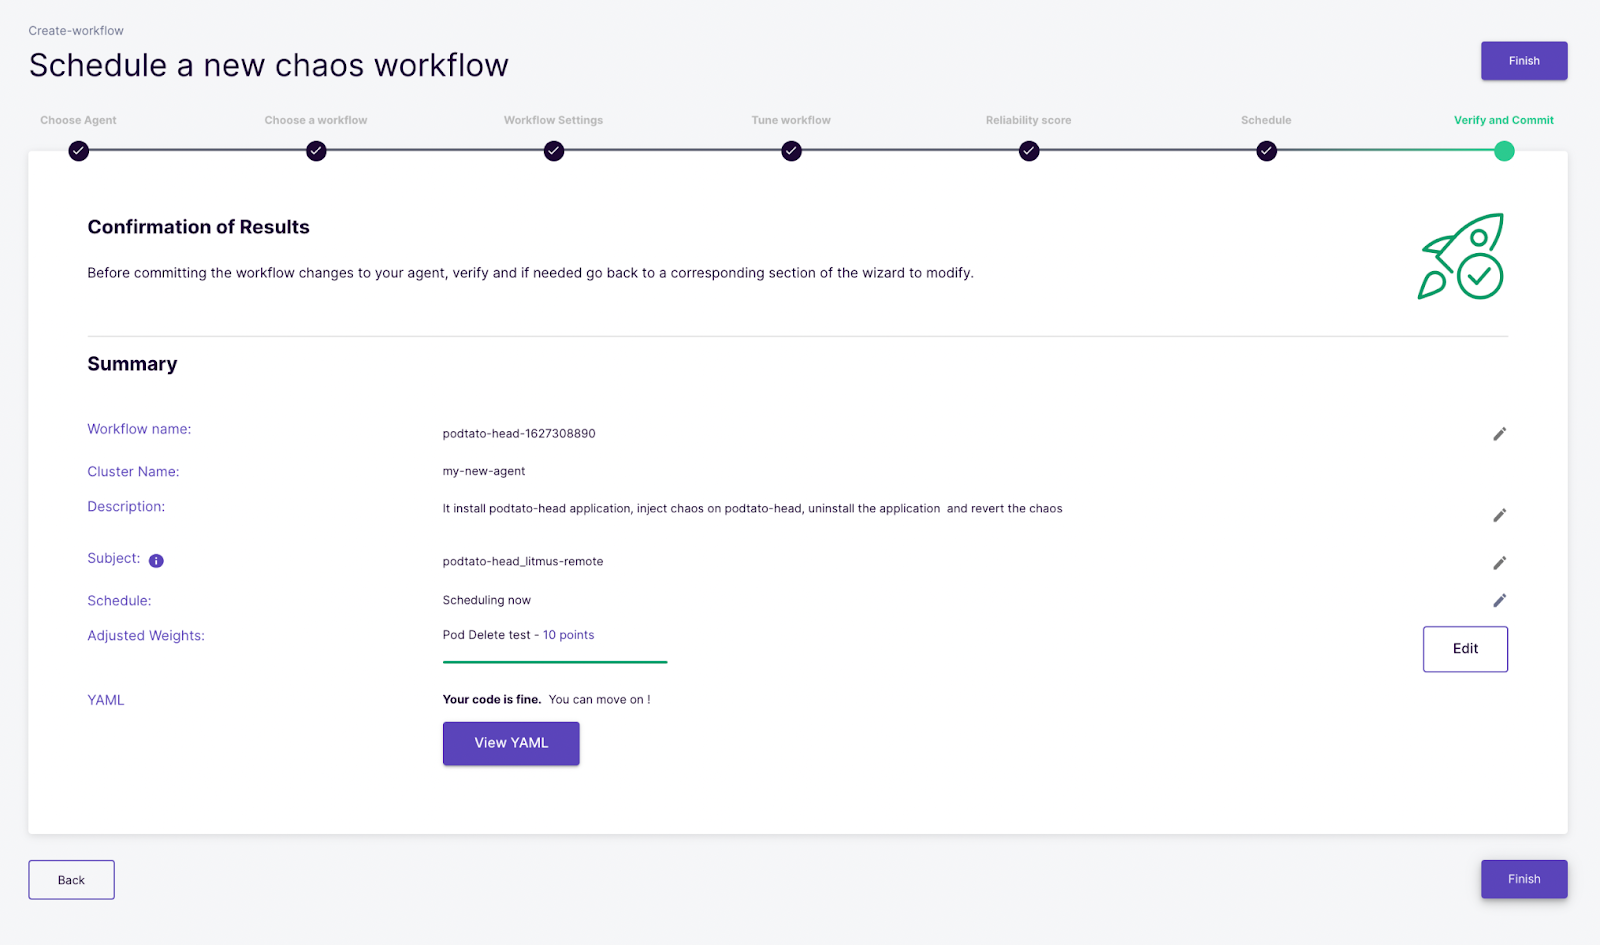 Create-workflow
Schedule a new chaos workflow
Finish
Choose Agent
Choose a workflow
Workflow Settings
Tune workflow
Reliability score
Schedule
Verify and Commit
Confirmation of Results
Before committing the workflow changes to your agent, verify and if needed go back to a corresponding section of the wizard to modify.
Summary
Workflow name:
podtato-head-1627308890
Cluster Name:
my-new-agent
Description:
It install podtato-head application, inject chaos on podtato-head, uninstall the application  and revert the chaos
Subject:
podtato-head_litmus-remote
Schedule:
Scheduling now
Adjusted Weights:
Pod Delete test - 10 points
Edit
YAML
Your code is fine.  You can move on !
View YAML
Back
Finish